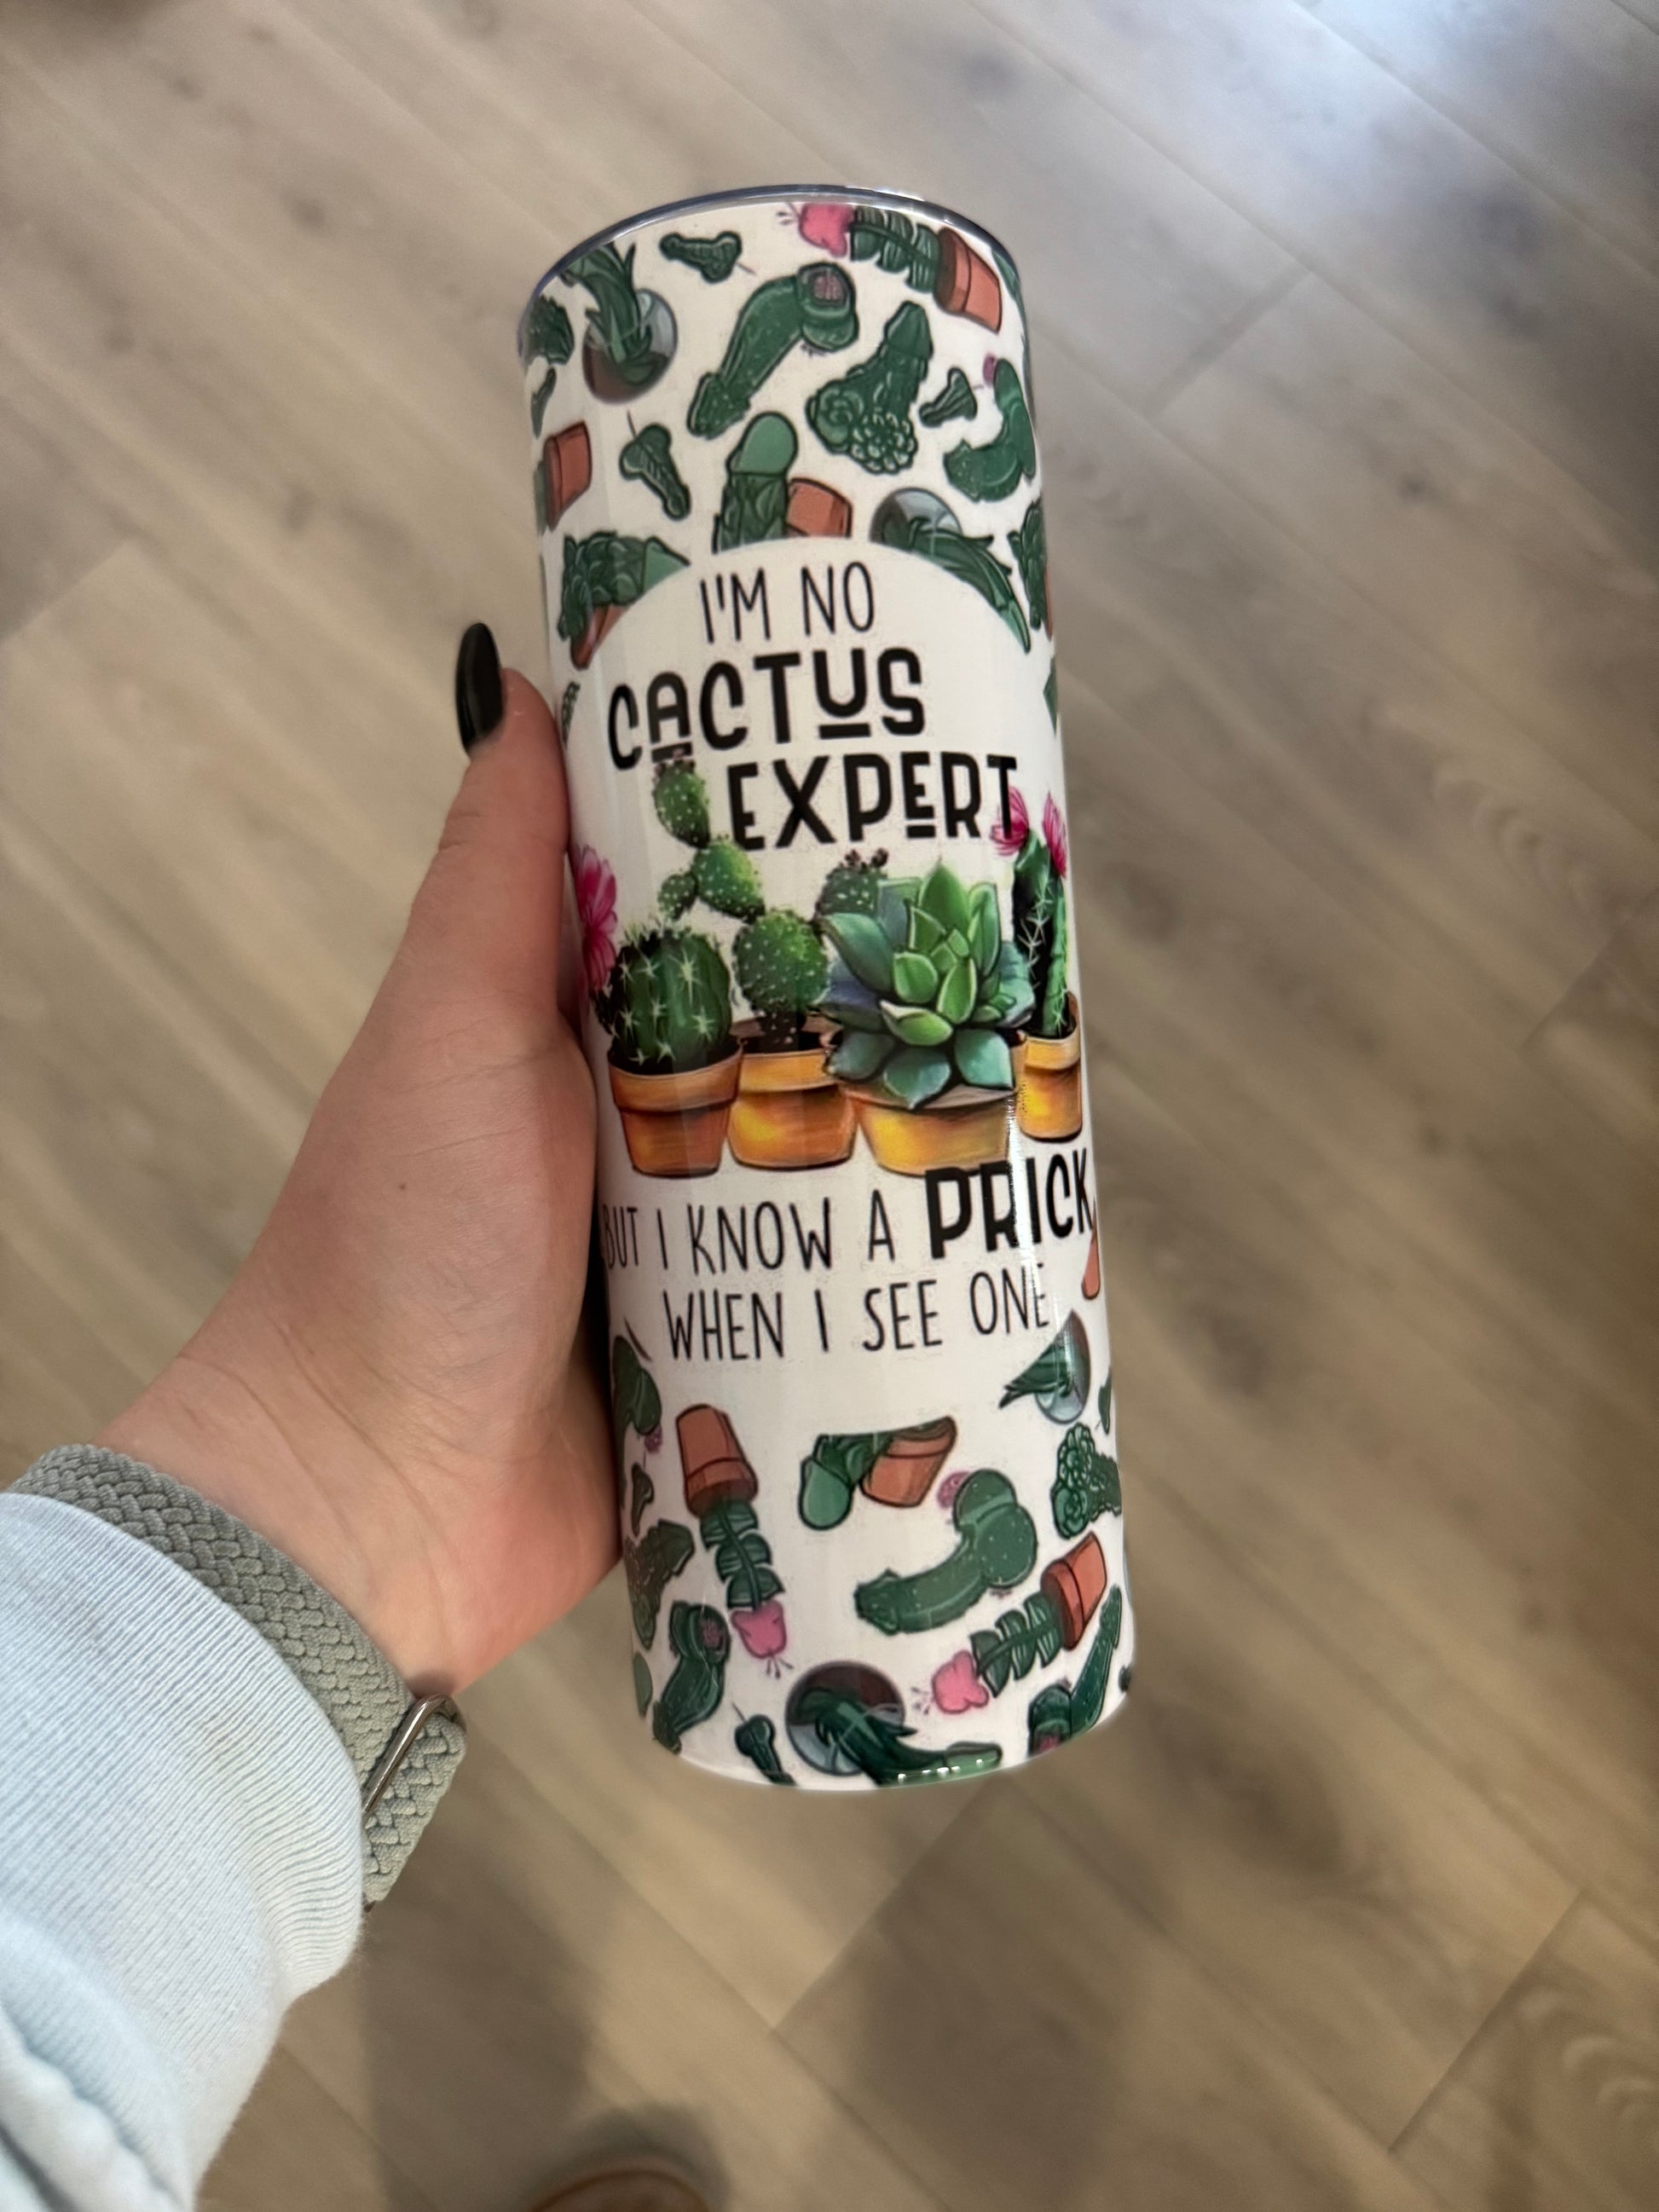 I'M NO
CACTUS
EXPERT
BUT I KNOW A PRICK
WHEN I SEE ONE